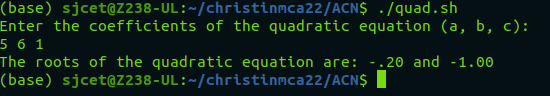 (base) sjcet@Z238-UL:~/christinmca22/ACN$ ./quad.sh
Enter the coefficients of the quadratic equation (a, b, c):
5 6 1
The roots of the quadratic equation are: -.20 and -1.00
(base) sjcet@Z238-UL:~/christinmca22/ACN$